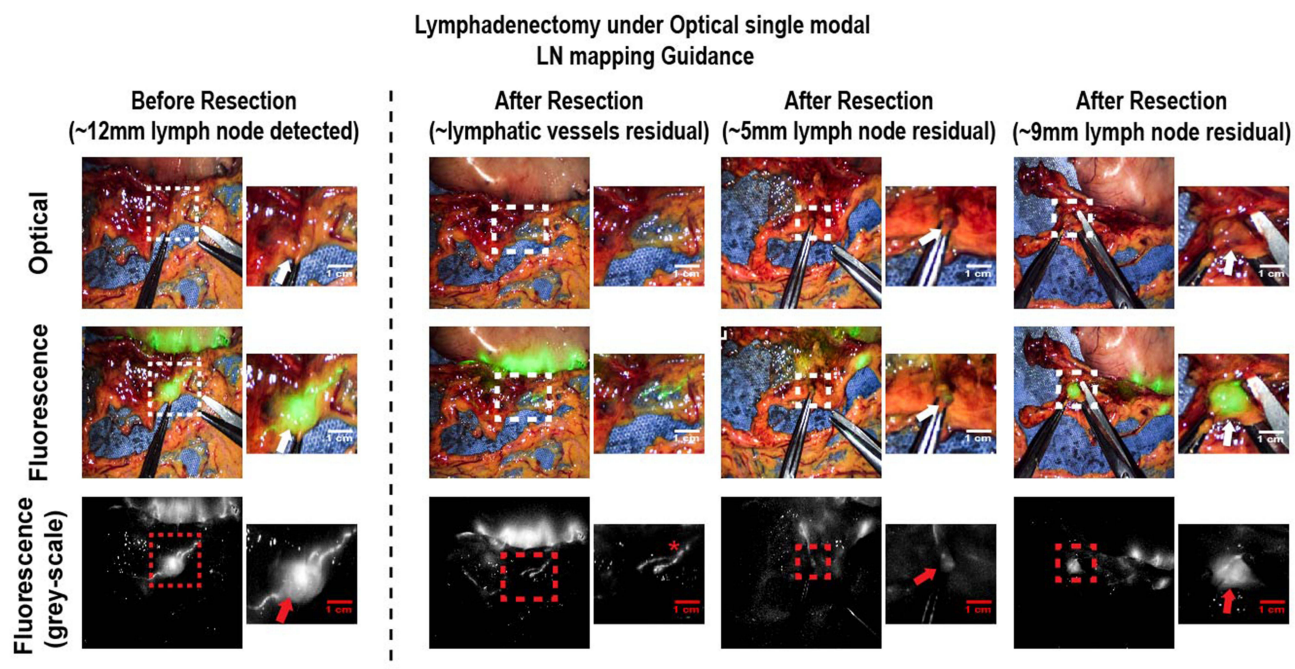 Lymphadenectomy under Optical single modal
LN mapping Guidance
Before Resection
(~12mm lymph node detected)
After Resection
(~lymphatic vessels residual)
After Resection
(~5mm lymph node residual)
After Resection
(~9mm lymph node residual)
Optical
1 cm
1 cm
1 cm
1 cm
Fluorescence
1 cm
1 cm
1 cm
1 cm
Fluorescence
(grey-scale)
1 cm
*
1 cm
1 cm
1 cm